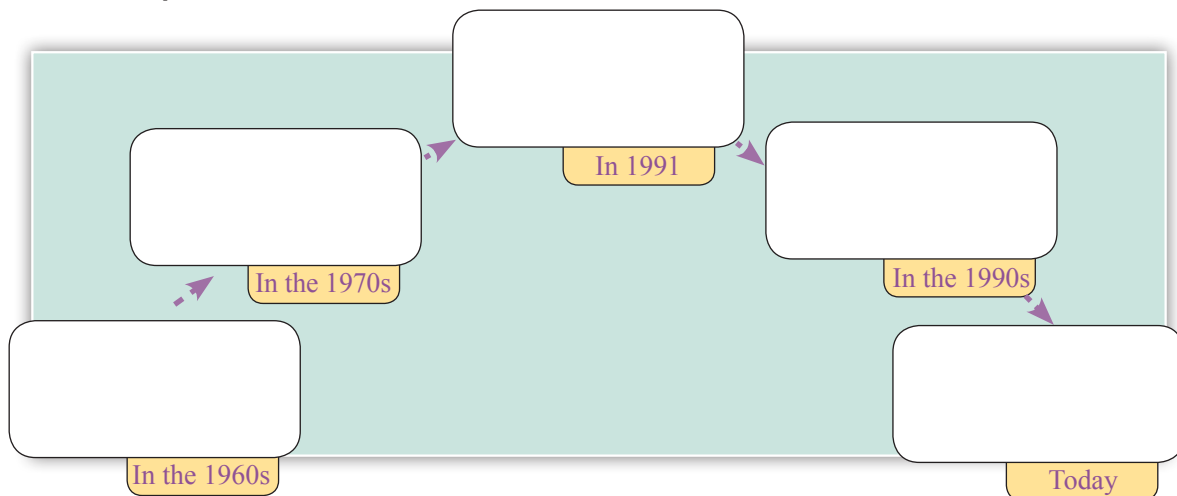 In the 1960s
In the 1970s
In 1991
In the 1990s
Today